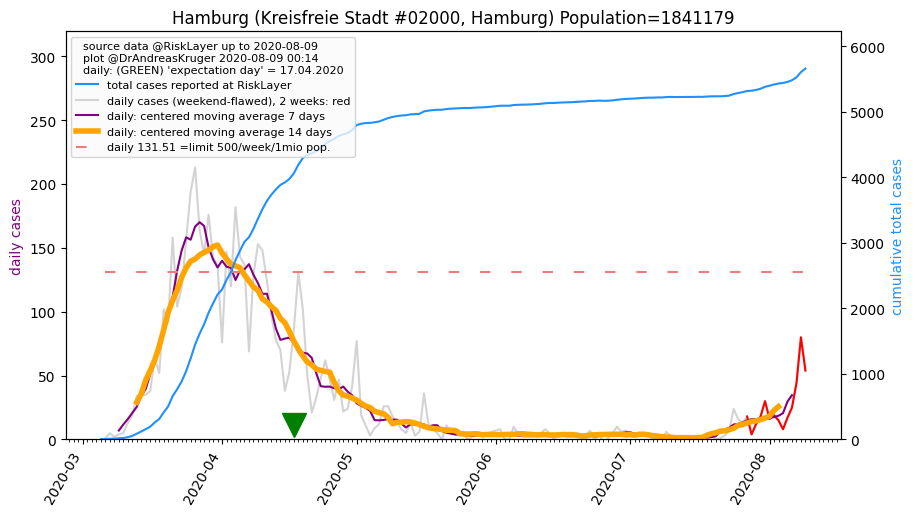 Hamburg (Kreisfreie Stadt #02000, Hamburg) Population=1841179
source data @RiskLayer up to 2020-08-09
plot @DrAndreasKruger 2020-08-09 00:14
daily: (GREEN) 'expectation day' = 17.04.2020
total cases reported at RiskLayer
daily cases (weekend-flawed), 2 weeks: red
daily: centered moving average 7 days
daily: centered moving average 14 days
daily 131.51 =limit 500/week/1mio pop.
daily cases
300
250
200
150
100
50
0
6000
5000
4000
3000
2000
1000
0
cumulative total cases
2020-03
2020-04
2020-05
2020-06
2020-07
2020-08